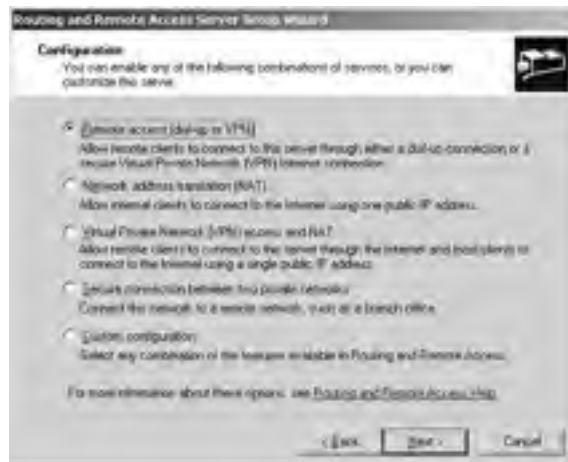 Routing and Remote Access Server Setup Wizard
Configuration
You can enable any of the following combinations of services, or you can
customize this server.
Remote access (dial-up or VPN)
Allow remote clients to connect to this server through either a dial-up connection or a
secure Virtual Private Network (VPN) Internet connection.
Network address translation (NAT)
Allow internal clients to connect to the Internet using one public IP address.
Virtual Private Network (VPN) access and NAT
Allow remote clients to connect to this server through the Internet and local clients to
connect to the Internet using a single public IP address.
Secure connection between two private networks
Connect this network to a remote network, such as a branch office.
Custom configuration
Select any combination of the features available in Routing and Remote Access.
For more information about these options, see Routing and Remote Access Help.
< Back
Next >
Cancel